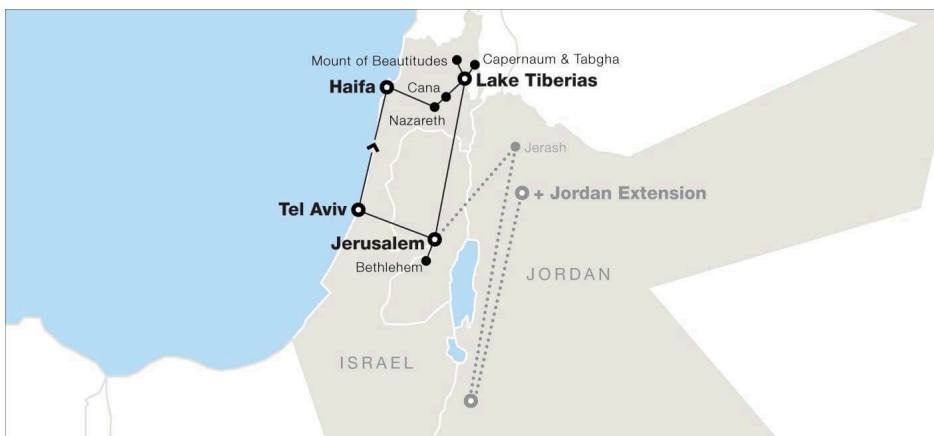 Mount of Beautitudes
Capernaum & Tabgha
Haifa
Cana
Lake Tiberias
Nazareth
Jerash
+ Jordan Extension
Tel Aviv
Jerusalem
Bethlehem
JORDAN
ISRAEL